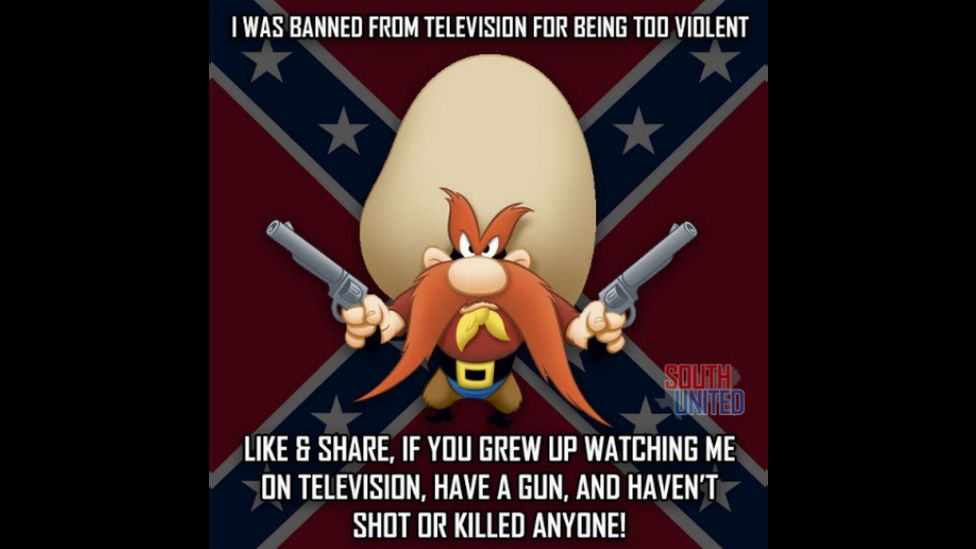 I WAS BANNED FROM TELEVISION FOR BEING TOO VIOLENT
SOUTH
UNITED
LIKE & SHARE, IF YOU GREW UP WATCHING ME
ON TELEVISION, HAVE A GUN, AND HAVEN'T
SHOT OR KILLED ANYONE!